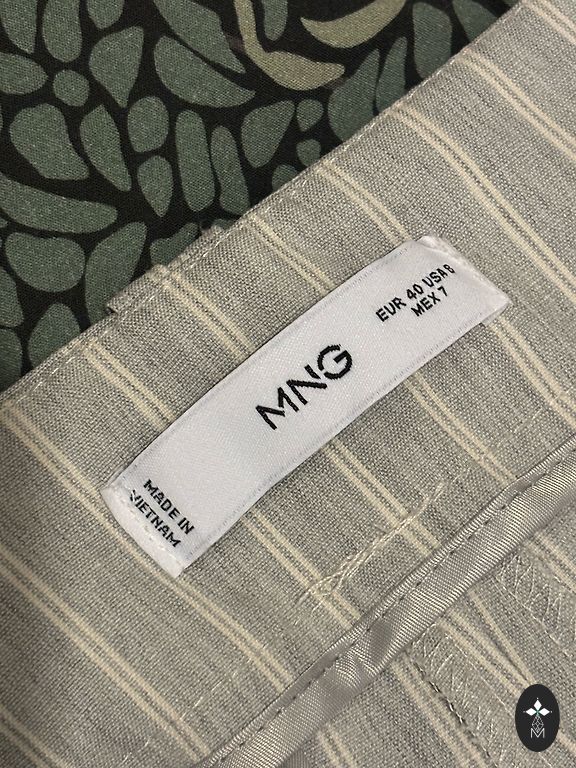 EUR 40 USA 8
MEX 7
MNG
MADE IN
VIETNAM
M